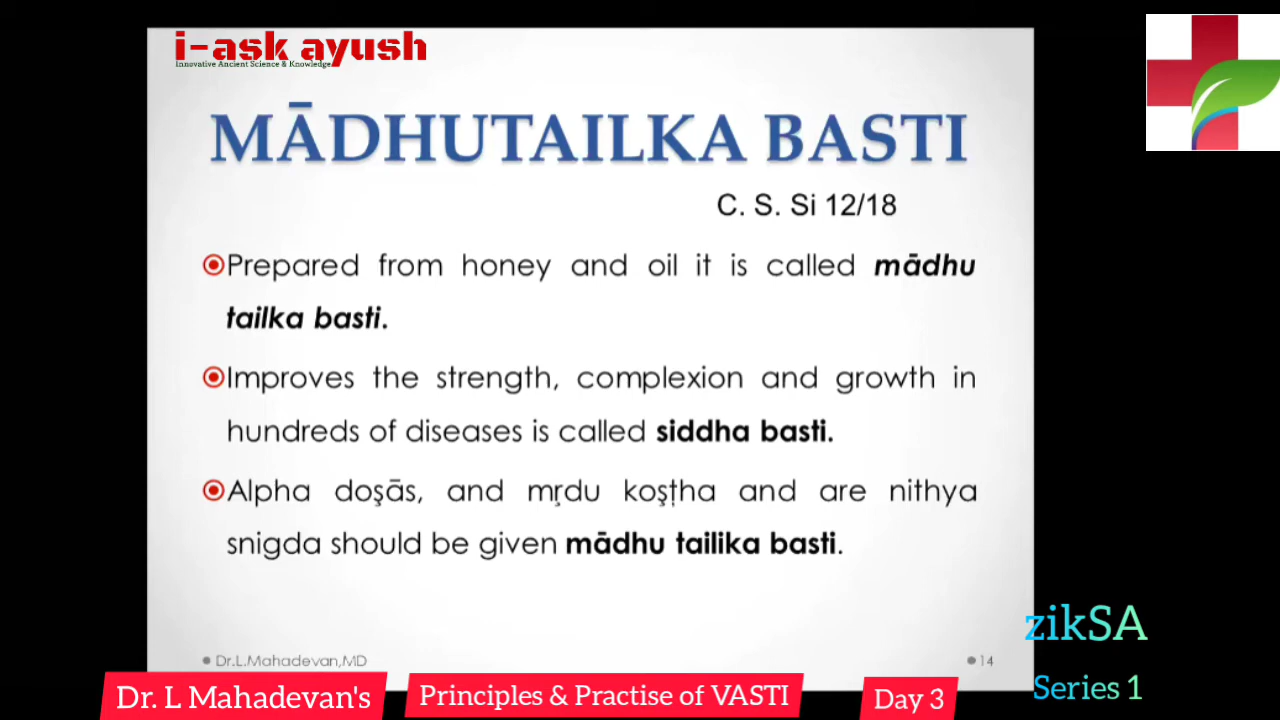 i-ask ayush
Innovative Ancient Science & Knowledge
MĀDHUTAILKA BASTI
C. S. Si 12/18
Prepared from honey and oil it is called mādhu
tailka basti.
Improves the strength, complexion and growth in
hundreds of diseases is called siddha basti.
Alpha doşās, and mŗdu koşţha and are nithya
snigda should be given mādhu tailika basti.
Dr.L.Mahadevan,MD
14
zikSA
Series 1
Dr. L Mahadevan's
Principles & Practise of VASTI
Day 3